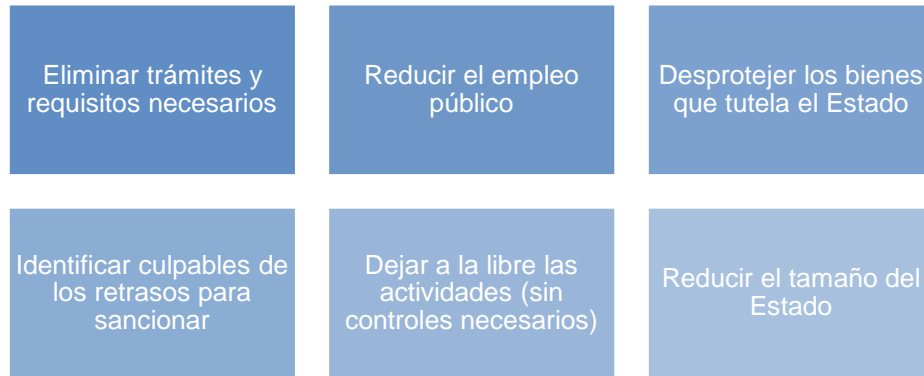 Eliminar trámites y
requisitos necesarios
Reducir el empleo
público
Desprotejer los bienes
que tutela el Estado
Identificar culpables de
los retrasos para
sancionar
Dejar a la libre las
actividades (sin
controles necesarios)
Reducir el tamaño del
Estado